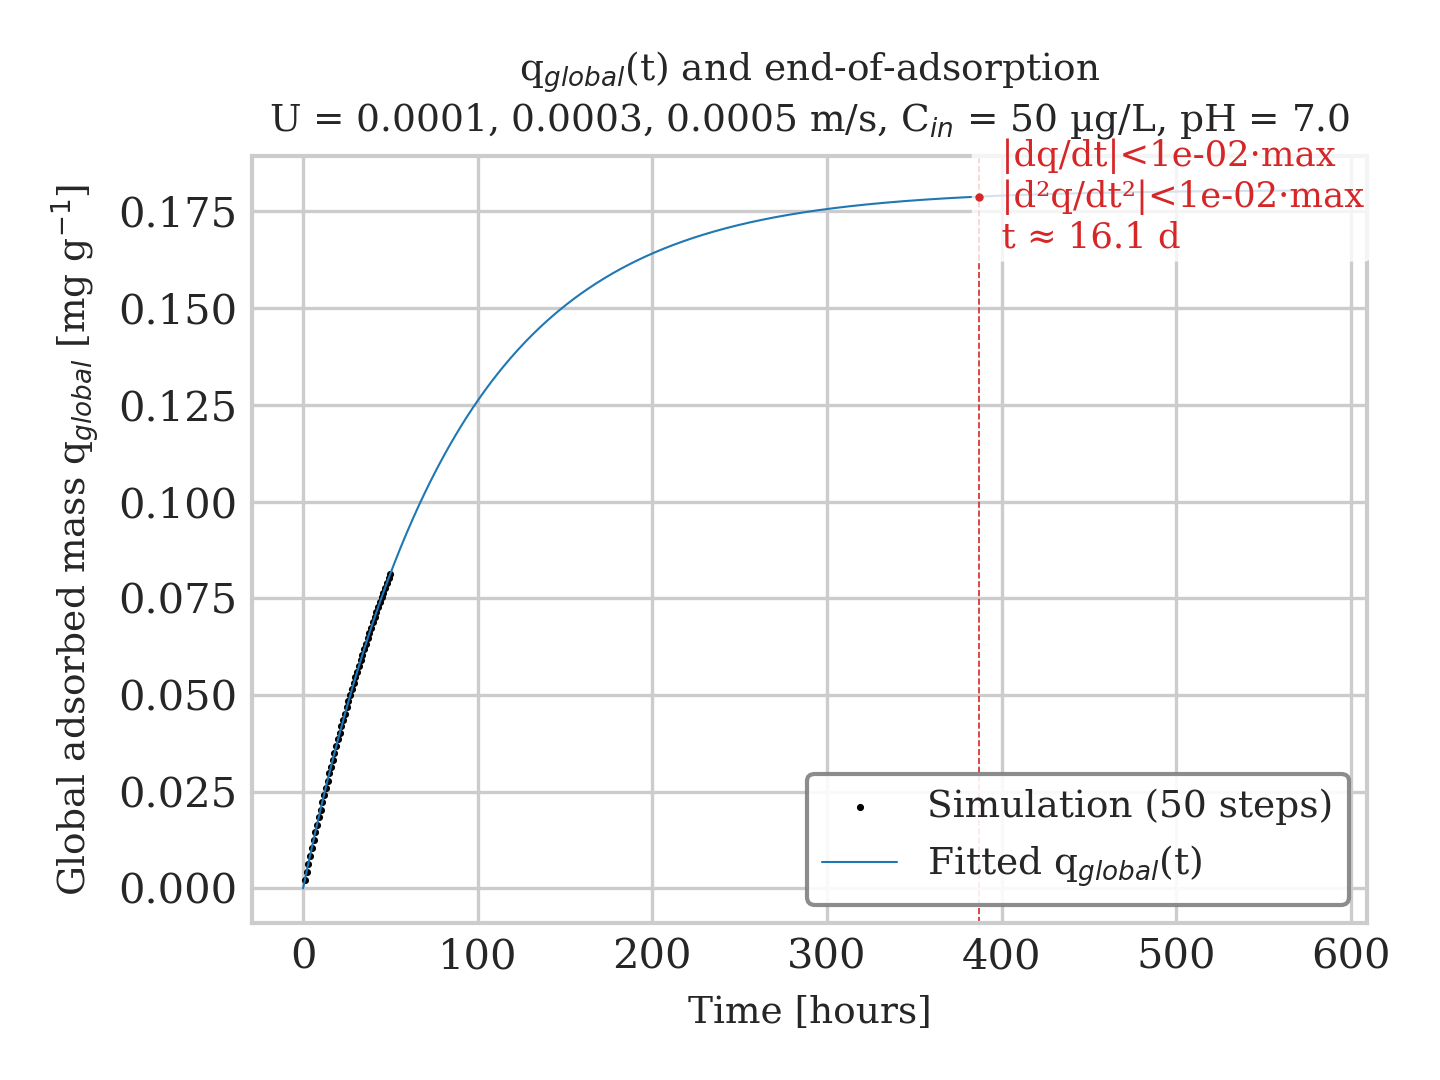 q_global(t) and end-of-adsorption
U = 0.0001, 0.0003, 0.0005 m/s, C_in = 50 µg/L, pH = 7.0
|dq/dt|<1e-02·max
|d²q/dt²|<1e-02·max
t ≈ 16.1 d
Global adsorbed mass q_global [mg g⁻¹]
0.175
0.150
0.125
0.100
0.075
0.050
0.025
0.000
Simulation (50 steps)
Fitted q_global(t)
0 100 200 300 400 500 600
Time [hours]